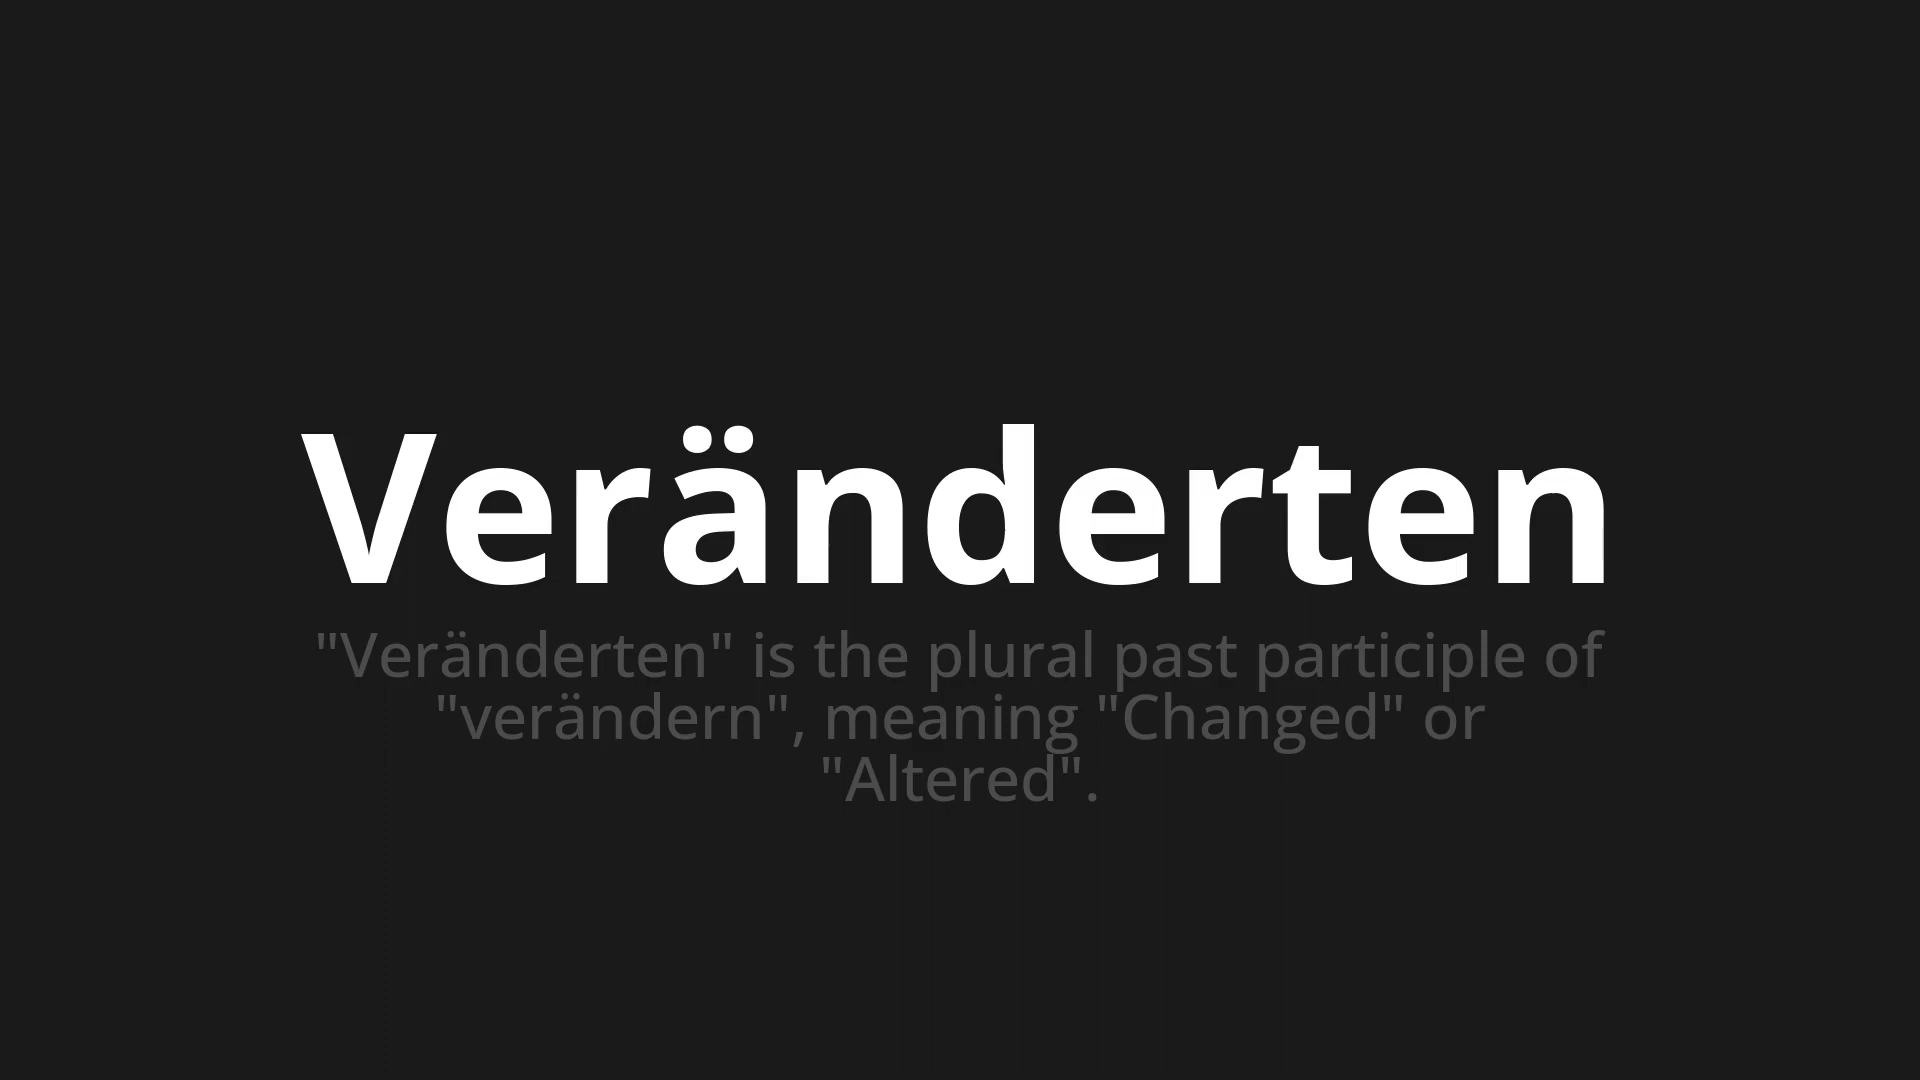 Veränderten
"Veränderten" is the plural past participle of
"verändern", meaning "Changed" or
"Altered".